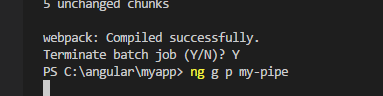 5 unchanged chunks
webpack: Compiled successfully.
Terminate batch job (Y/N)? Y
PS C:\angular\myapp> ng g p my-pipe